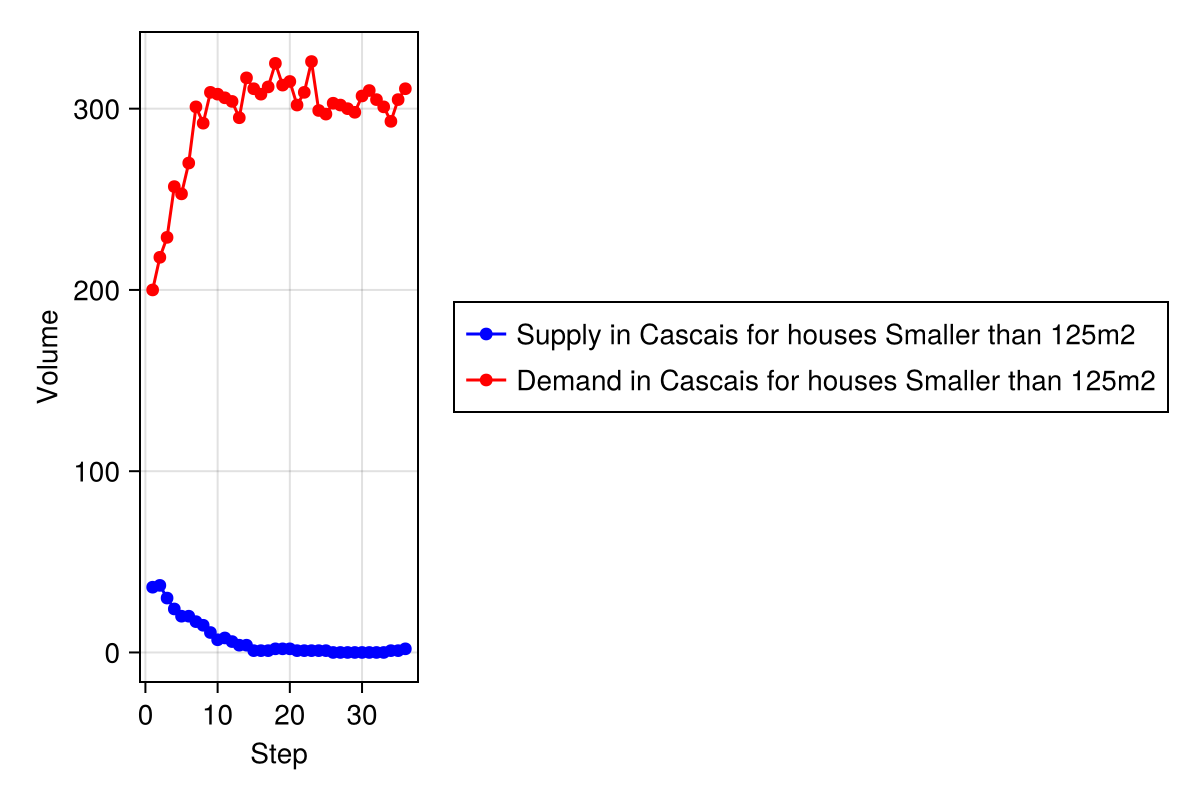 300
200
100
0
Volume
0 10 20 30
Step
Supply in Cascais for houses Smaller than 125m2
Demand in Cascais for houses Smaller than 125m2